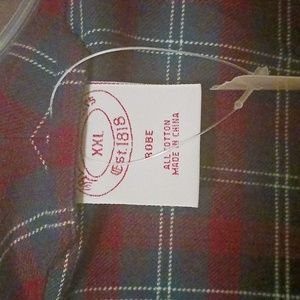 XXL
Est. 1818
ROBE
ALL COTTON
MADE IN CHINA